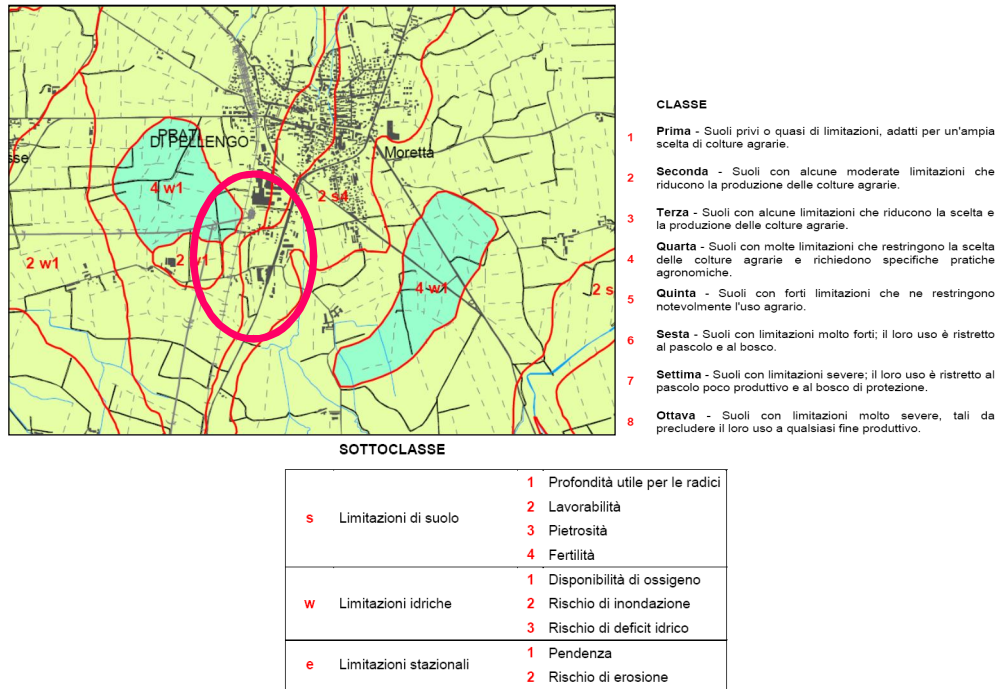 PRATI
DI PELLENGO
Moretta
sse
4 w1
2 s4
2 w1
2 w1
4 w1
2 s
CLASSE
1 Prima - Suoli privi o quasi di limitazioni, adatti per un'ampia
scelta di colture agrarie.
2 Seconda - Suoli con alcune moderate limitazioni che
riducono la produzione delle colture agrarie.
3 Terza - Suoli con alcune limitazioni che riducono la scelta e
la produzione delle colture agrarie.
4 Quarta - Suoli con molte limitazioni che restringono la scelta
delle colture agrarie e richiedono specifiche pratiche
agronomiche.
5 Quinta - Suoli con forti limitazioni che ne restringono
notevolmente l'uso agrario.
6 Sesta - Suoli con limitazioni molto forti; il loro uso è ristretto
al pascolo e al bosco.
7 Settima - Suoli con limitazioni severe; il loro uso è ristretto al
pascolo poco produttivo e al bosco di protezione.
8 Ottava - Suoli con limitazioni molto severe, tali da
precludere il loro uso a qualsiasi fine produttivo.
SOTTOCLASSE
s Limitazioni di suolo
1 Profondità utile per le radici
2 Lavorabilità
3 Pietrosità
4 Fertilità
w Limitazioni idriche
1 Disponibilità di ossigeno
2 Rischio di inondazione
3 Rischio di deficit idrico
e Limitazioni stazionali
1 Pendenza
2 Rischio di erosione